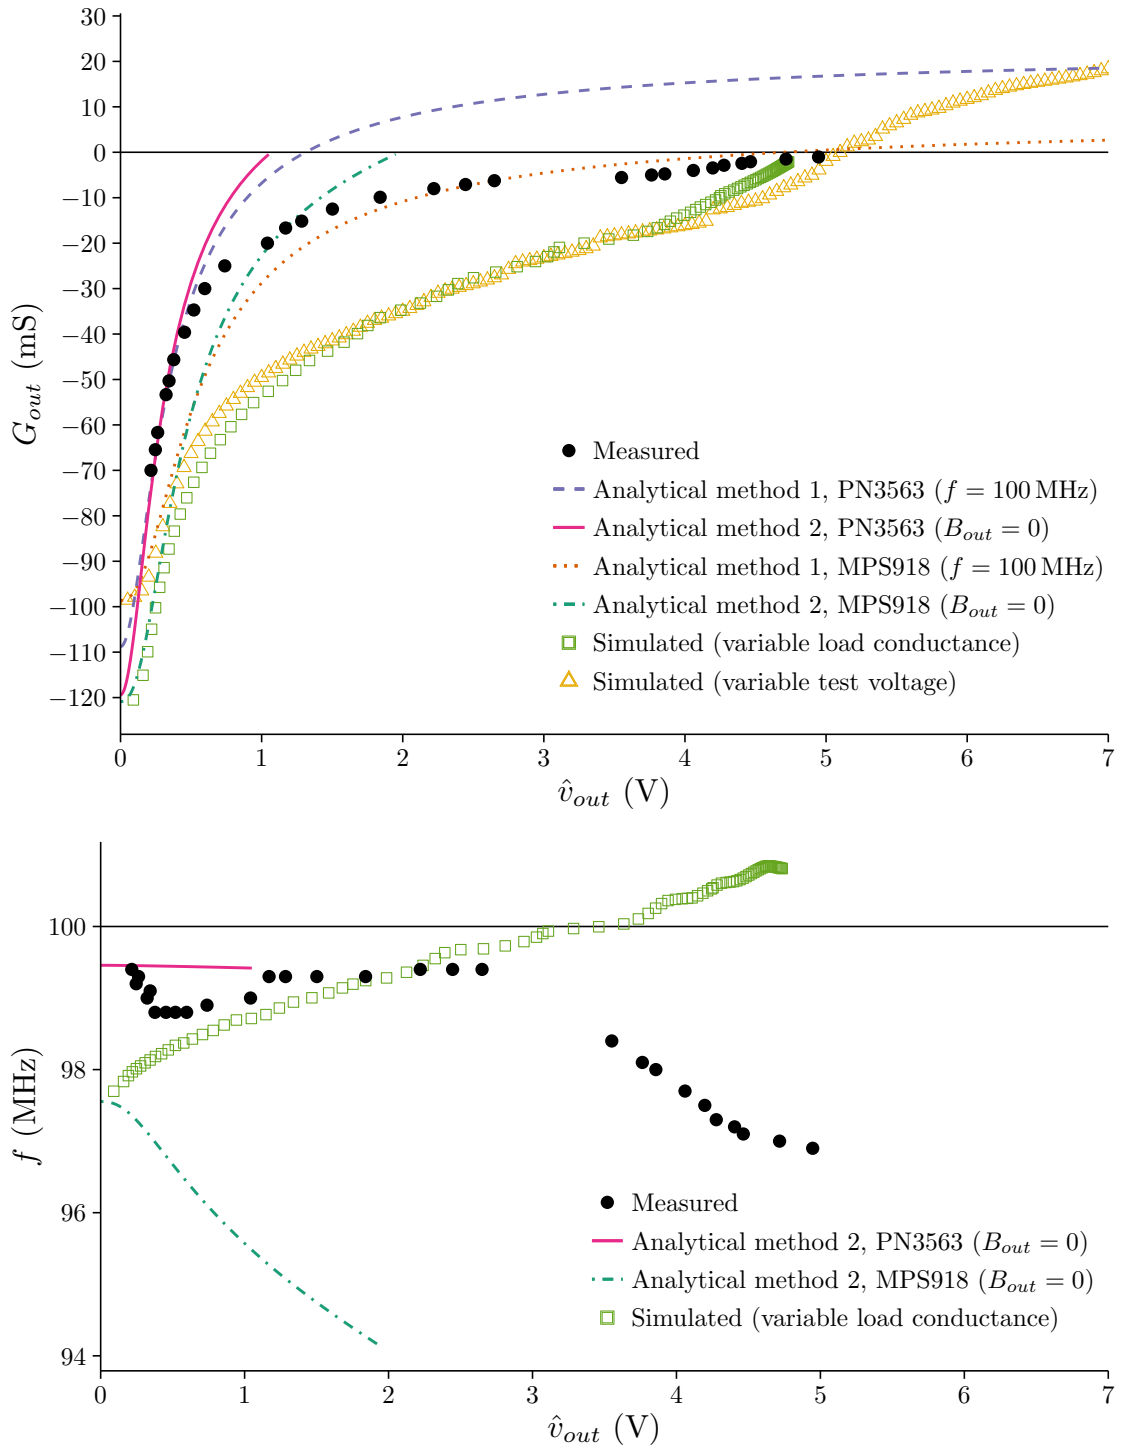 30
20
10
0
−10
−20
−30
−40
−50
−60
−70
−80
−90
−100
−110
−120
G_out (mS)
Measured
Analytical method 1, PN3563 (f = 100 MHz)
Analytical method 2, PN3563 (B_out = 0)
Analytical method 1, MPS918 (f = 100 MHz)
Analytical method 2, MPS918 (B_out = 0)
Simulated (variable load conductance)
Simulated (variable test voltage)
0 1 2 3 4 5 6 7
v̂_out (V)
100
98
96
94
f (MHz)
Measured
Analytical method 2, PN3563 (B_out = 0)
Analytical method 2, MPS918 (B_out = 0)
Simulated (variable load conductance)
0 1 2 3 4 5 6 7
v̂_out (V)